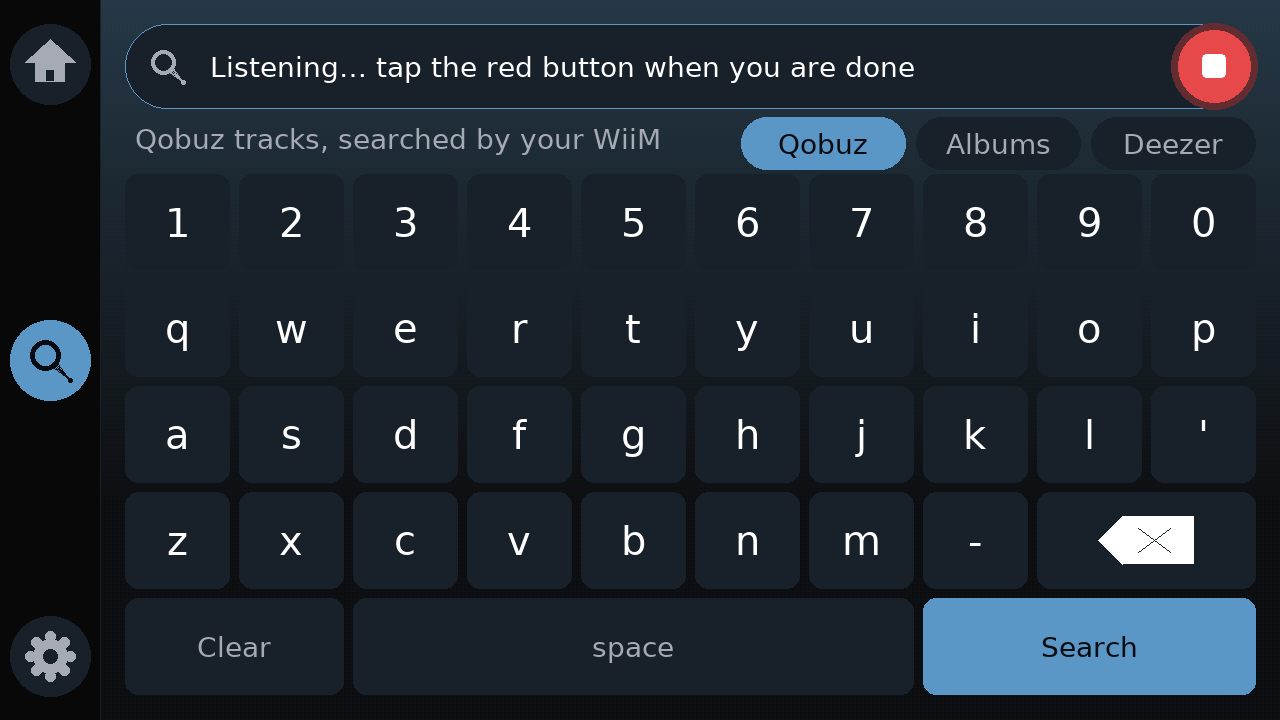 Listening... tap the red button when you are done
Qobuz tracks, searched by your WiiM
Qobuz Albums Deezer
1 2 3 4 5 6 7 8 9 0
q w e r t y u i o p
a s d f g h j k l '
z x c v b n m -
Clear space Search